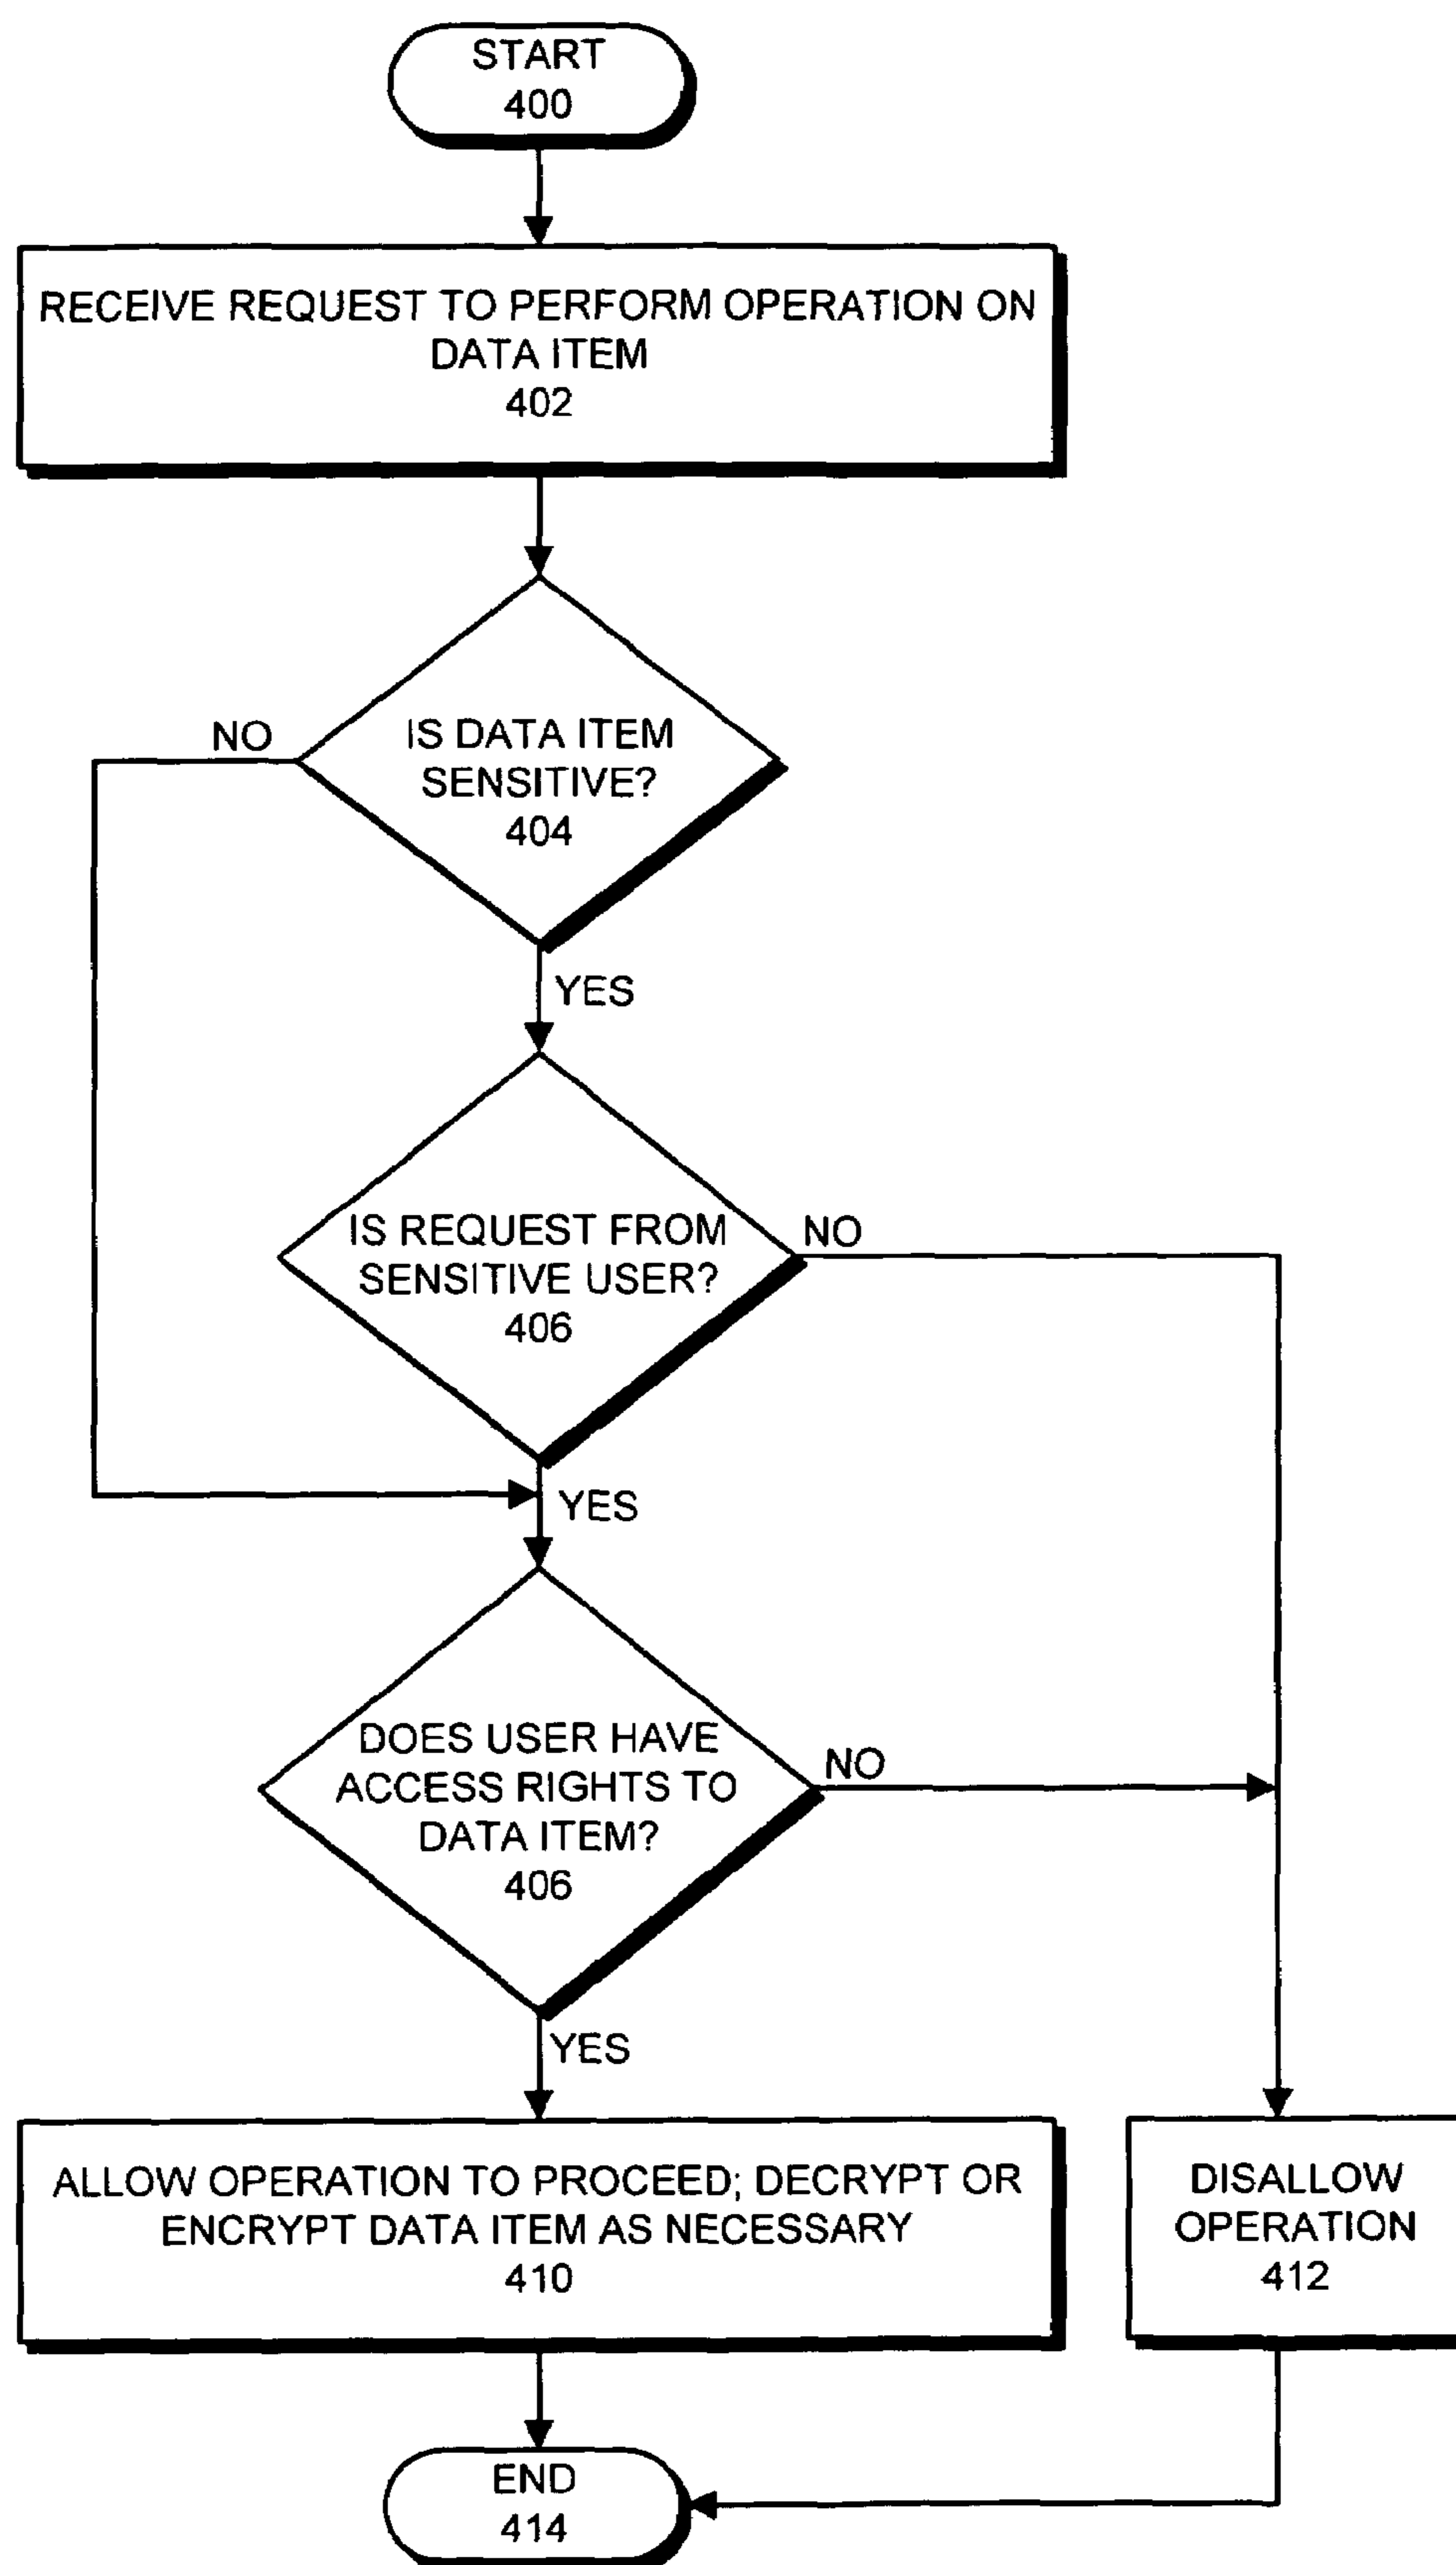 START
400
RECEIVE REQUEST TO PERFORM OPERATION ON
DATA ITEM
402
NO
IS DATA ITEM
SENSITIVE?
404
YES
IS REQUEST FROM
SENSITIVE USER?
406
NO
YES
DOES USER HAVE
ACCESS RIGHTS TO
DATA ITEM?
406
NO
YES
ALLOW OPERATION TO PROCEED; DECRYPT OR
ENCRYPT DATA ITEM AS NECESSARY
410
DISALLOW
OPERATION
412
END
414